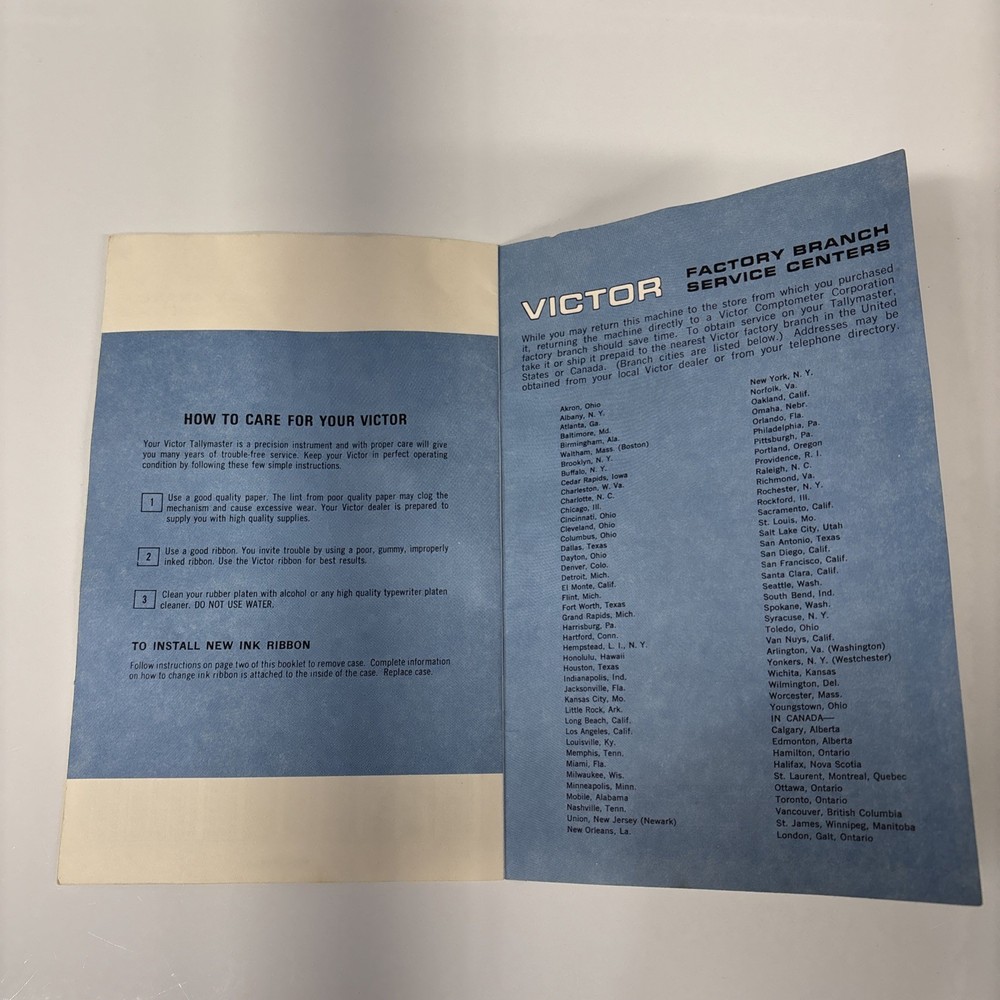 HOW TO CARE FOR YOUR VICTOR
Your Victor Tallymaster is a precision instrument and with proper care will give
you many years of trouble-free service. Keep your Victor in perfect operating
condition by following these few simple instructions.
1 Use a good quality paper. The lint from poor quality paper may clog the
mechanism and cause excessive wear. Your Victor dealer is prepared to
supply you with high quality supplies.
2 Use a good ribbon. You invite trouble by using a poor, gummy, improperly
inked ribbon. Use the Victor ribbon for best results.
3 Clean your rubber platen with alcohol or any high quality typewriter platen
cleaner. DO NOT USE WATER.
TO INSTALL NEW INK RIBBON
Follow instructions on page two of this booklet to remove case. Complete information
on how to change ink ribbon is attached to the inside of the case. Replace case.
VICTOR FACTORY BRANCH
SERVICE CENTERS
While you may return this machine to the store from which you purchased
it, returning the machine directly to a Victor Comptometer Corporation
factory branch should save time. To obtain service on your Tallymaster,
take it or ship it prepaid to the nearest Victor factory branch in the United
States or Canada. (Branch cities are listed below.) Addresses may be
obtained from your local Victor dealer or from your telephone directory.
Akron, Ohio
Albany, N. Y.
Atlanta, Ga.
Baltimore, Md.
Birmingham, Ala.
Waltham, Mass. (Boston)
Brooklyn, N. Y.
Buffalo, N. Y.
Cedar Rapids, Iowa
Charleston, W. Va.
Charlotte, N. C.
Chicago, Ill.
Cincinnati, Ohio
Cleveland, Ohio
Columbus, Ohio
Dallas, Texas
Dayton, Ohio
Denver, Colo.
Detroit, Mich.
El Monte, Calif.
Flint, Mich.
Fort Worth, Texas
Grand Rapids, Mich.
Harrisburg, Pa.
Hartford, Conn.
Hempstead, L. I., N. Y.
Honolulu, Hawaii
Houston, Texas
Indianapolis, Ind.
Jacksonville, Fla.
Kansas City, Mo.
Little Rock, Ark.
Long Beach, Calif.
Los Angeles, Calif.
Louisville, Ky.
Memphis, Tenn.
Miami, Fla.
Milwaukee, Wis.
Minneapolis, Minn.
Mobile, Alabama
Nashville, Tenn.
Union, New Jersey (Newark)
New Orleans, La.
New York, N. Y.
Norfolk, Va.
Oakland, Calif.
Omaha, Nebr.
Orlando, Fla.
Philadelphia, Pa.
Pittsburgh, Pa.
Portland, Oregon
Providence, R. I.
Raleigh, N. C.
Richmond, Va.
Rochester, N. Y.
Rockford, Ill.
Sacramento, Calif.
St. Louis, Mo.
Salt Lake City, Utah
San Antonio, Texas
San Diego, Calif.
San Francisco, Calif.
Santa Clara, Calif.
Seattle, Wash.
South Bend, Ind.
Spokane, Wash.
Syracuse, N. Y.
Toledo, Ohio
Van Nuys, Calif.
Arlington, Va. (Washington)
Yonkers, N. Y. (Westchester)
Wichita, Kansas
Wilmington, Del.
Worcester, Mass.
Youngstown, Ohio
IN CANADA—
Calgary, Alberta
Edmonton, Alberta
Hamilton, Ontario
Halifax, Nova Scotia
St. Laurent, Montreal, Quebec
Ottawa, Ontario
Toronto, Ontario
Vancouver, British Columbia
St. James, Winnipeg, Manitoba
London, Galt, Ontario